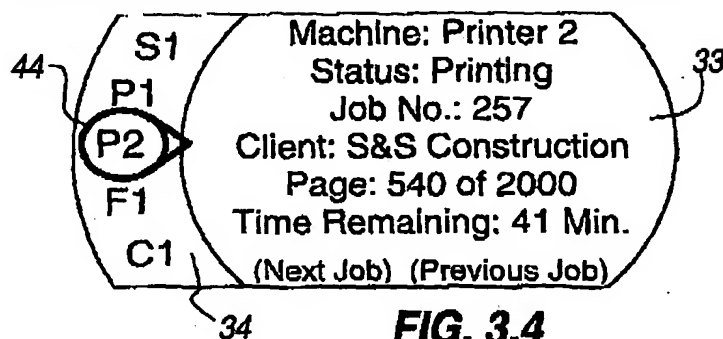 S1
44
P1
P2
F1
C1
34
Machine: Printer 2
Status: Printing
Job No.: 257
Client: S&S Construction
Page: 540 of 2000
Time Remaining: 41 Min.
(Next Job) (Previous Job)
33
FIG. 3.4